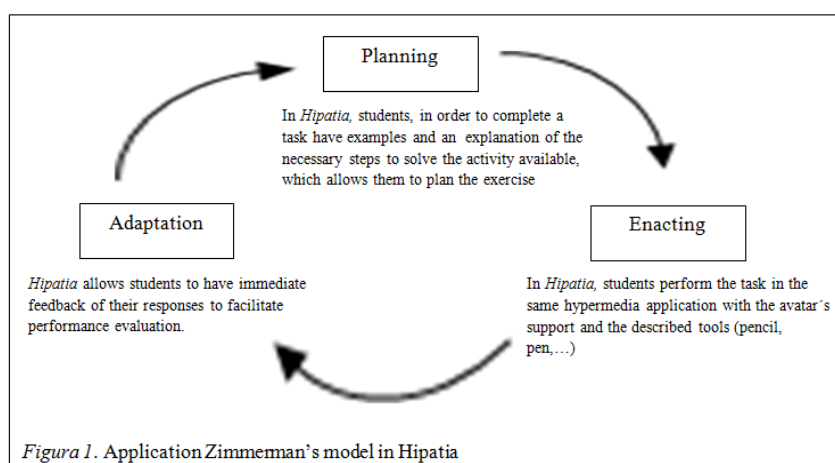 Planning
In Hipatia, students, in order to complete a
task have examples and an explanation of the
necessary steps to solve the activity available,
which allows them to plan the exercise
Adaptation
Hipatia allows students to have immediate
feedback of their responses to facilitate
performance evaluation.
Enacting
In Hipatia, students perform the task in the
same hypermedia application with the avatar´s
support and the described tools (pencil,
pen,...)
Figura 1. Application Zimmerman's model in Hipatia